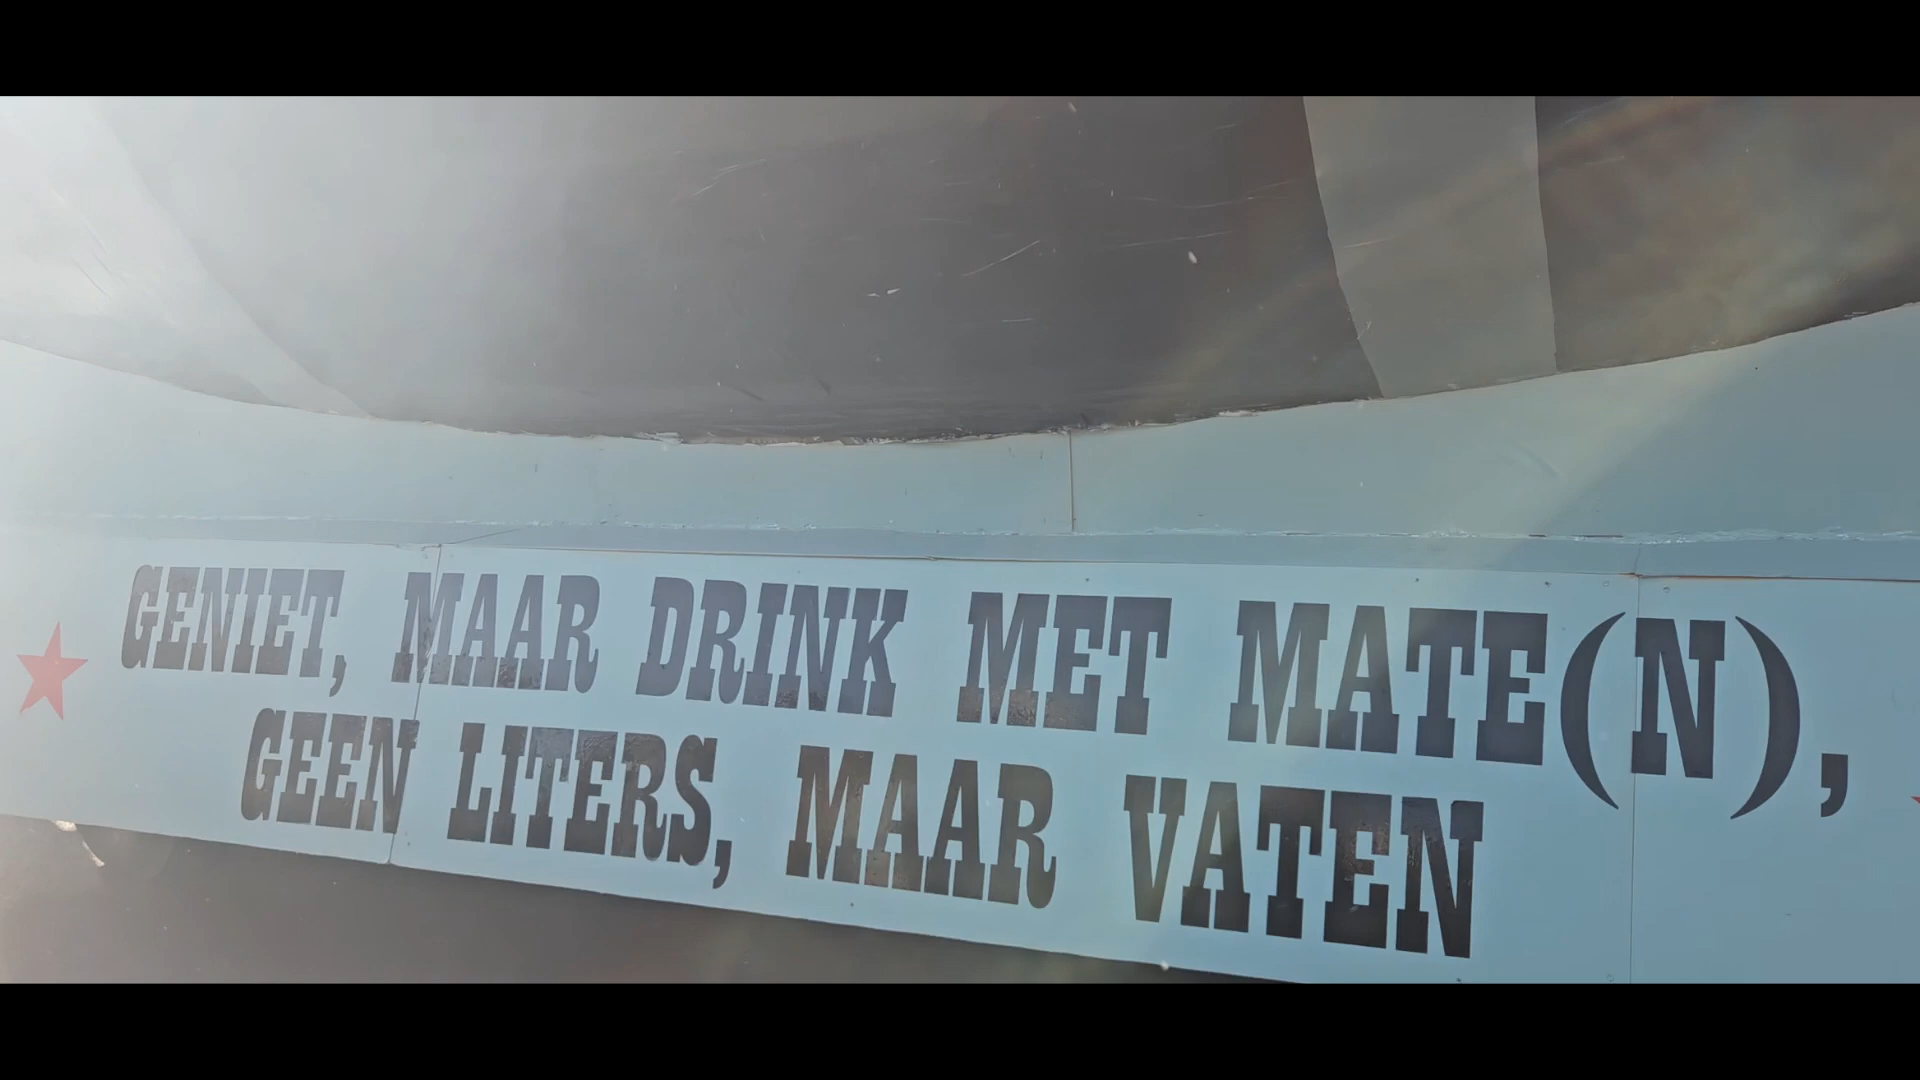 GENIET, MAAR DRINK MET MATE(N),
GEEN LITERS, MAAR VATEN